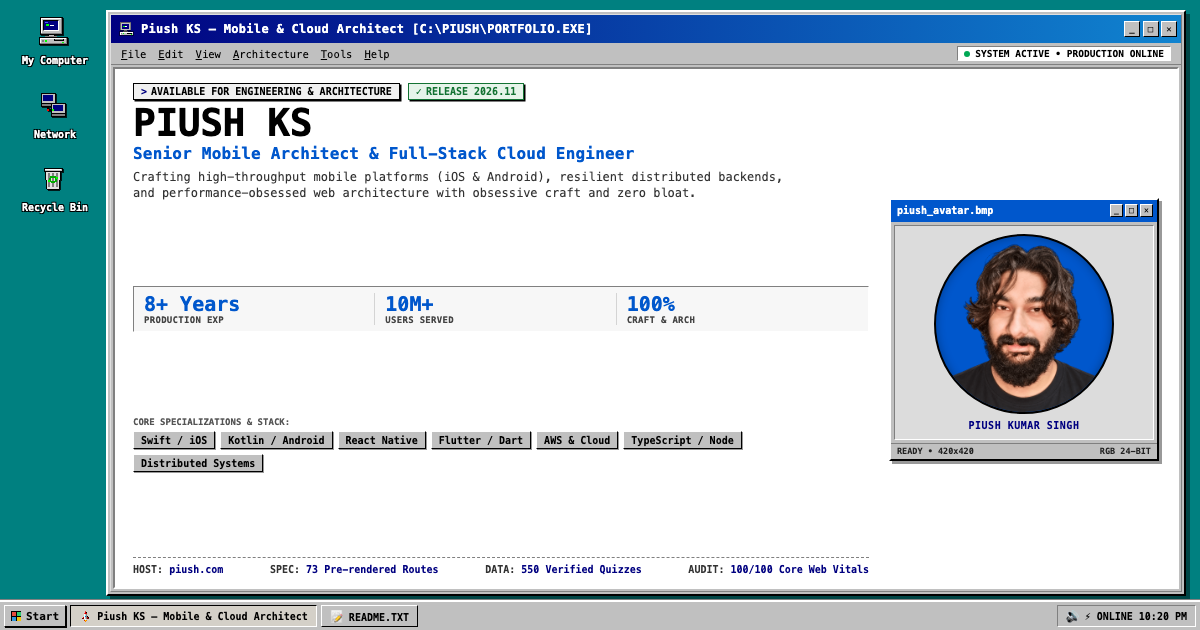 My Computer
Network
Recycle Bin
Piush KS — Mobile & Cloud Architect [C:\PIUSH\PORTFOLIO.EXE]
File Edit View Architecture Tools Help
SYSTEM ACTIVE • PRODUCTION ONLINE
> AVAILABLE FOR ENGINEERING & ARCHITECTURE
✓ RELEASE 2026.11
PIUSH KS
Senior Mobile Architect & Full-Stack Cloud Engineer
Crafting high-throughput mobile platforms (iOS & Android), resilient distributed backends,
and performance-obsessed web architecture with obsessive craft and zero bloat.
8+ Years
PRODUCTION EXP
10M+
USERS SERVED
100%
CRAFT & ARCH
CORE SPECIALIZATIONS & STACK:
Swift / iOS
Kotlin / Android
React Native
Flutter / Dart
AWS & Cloud
TypeScript / Node
Distributed Systems
HOST: piush.com
SPEC: 73 Pre-rendered Routes
DATA: 550 Verified Quizzes
AUDIT: 100/100 Core Web Vitals
piush_avatar.bmp
PIUSH KUMAR SINGH
READY • 420x420
RGB 24-BIT
Start
Piush KS — Mobile & Cloud Architect
README.TXT
⚡ ONLINE 10:20 PM